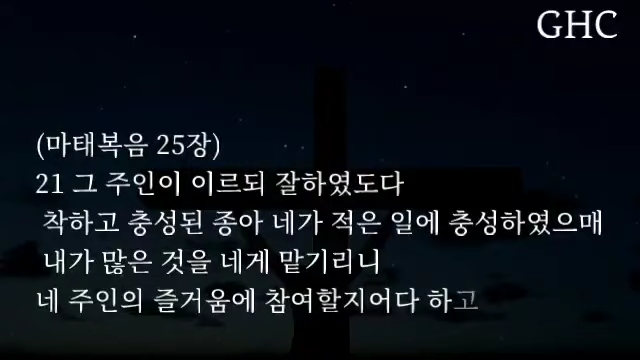 GHC
(마태복음 25장)
21 그 주인이 이르되 잘하였도다
착하고 충성된 종아 네가 적은 일에 충성하였으매
내가 많은 것을 네게 맡기리니
네 주인의 즐거움에 참여할지어다 하고